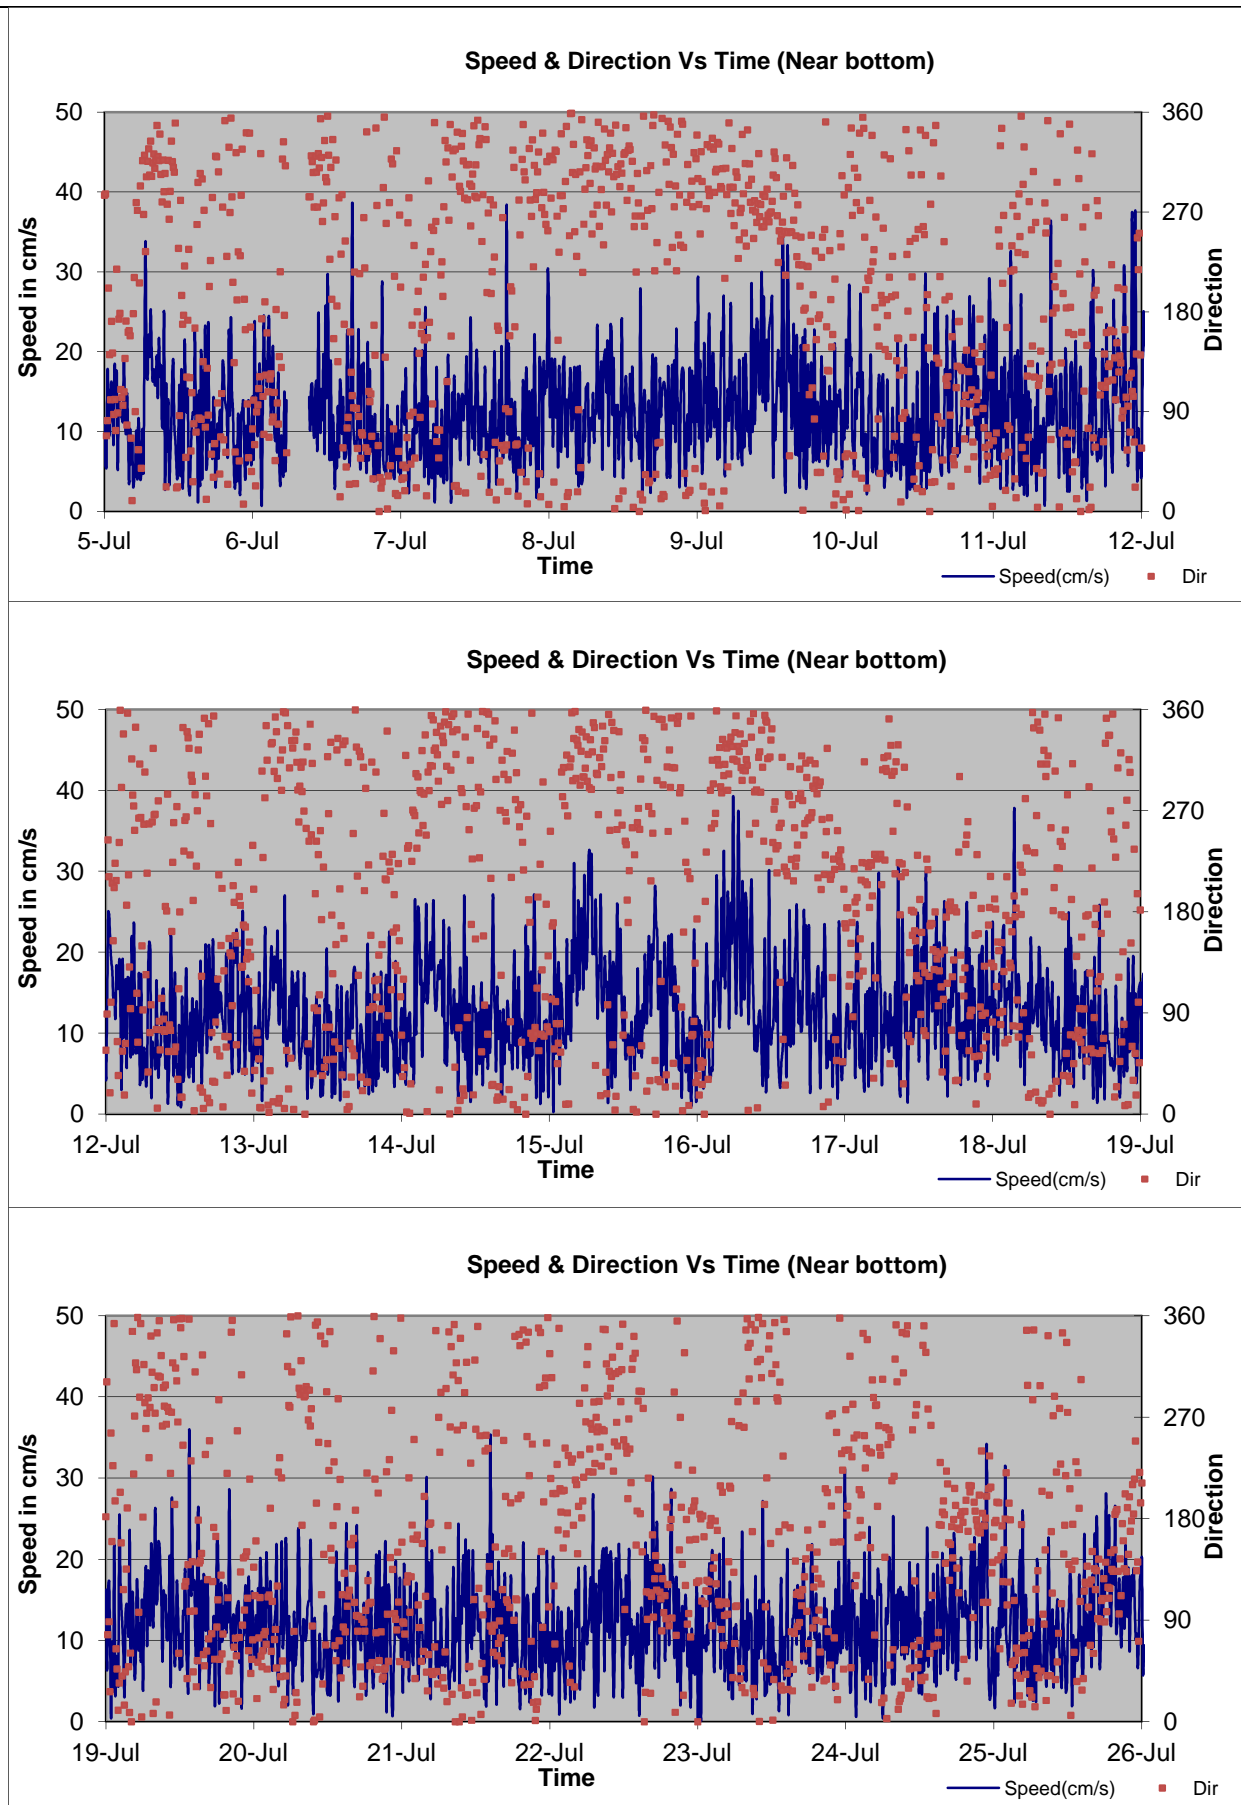 Speed & Direction Vs Time (Near bottom)
50
40
30
20
10
0
360
270
180
90
0
Speed in cm/s
Direction
5-Jul 6-Jul 7-Jul 8-Jul 9-Jul 10-Jul 11-Jul 12-Jul
Time
Speed(cm/s) Dir
Speed & Direction Vs Time (Near bottom)
50
40
30
20
10
0
360
270
180
90
0
Speed in cm/s
Direction
12-Jul 13-Jul 14-Jul 15-Jul 16-Jul 17-Jul 18-Jul 19-Jul
Time
Speed(cm/s) Dir
Speed & Direction Vs Time (Near bottom)
50
40
30
20
10
0
360
270
180
90
0
Speed in cm/s
Direction
19-Jul 20-Jul 21-Jul 22-Jul 23-Jul 24-Jul 25-Jul 26-Jul
Time
Speed(cm/s) Dir